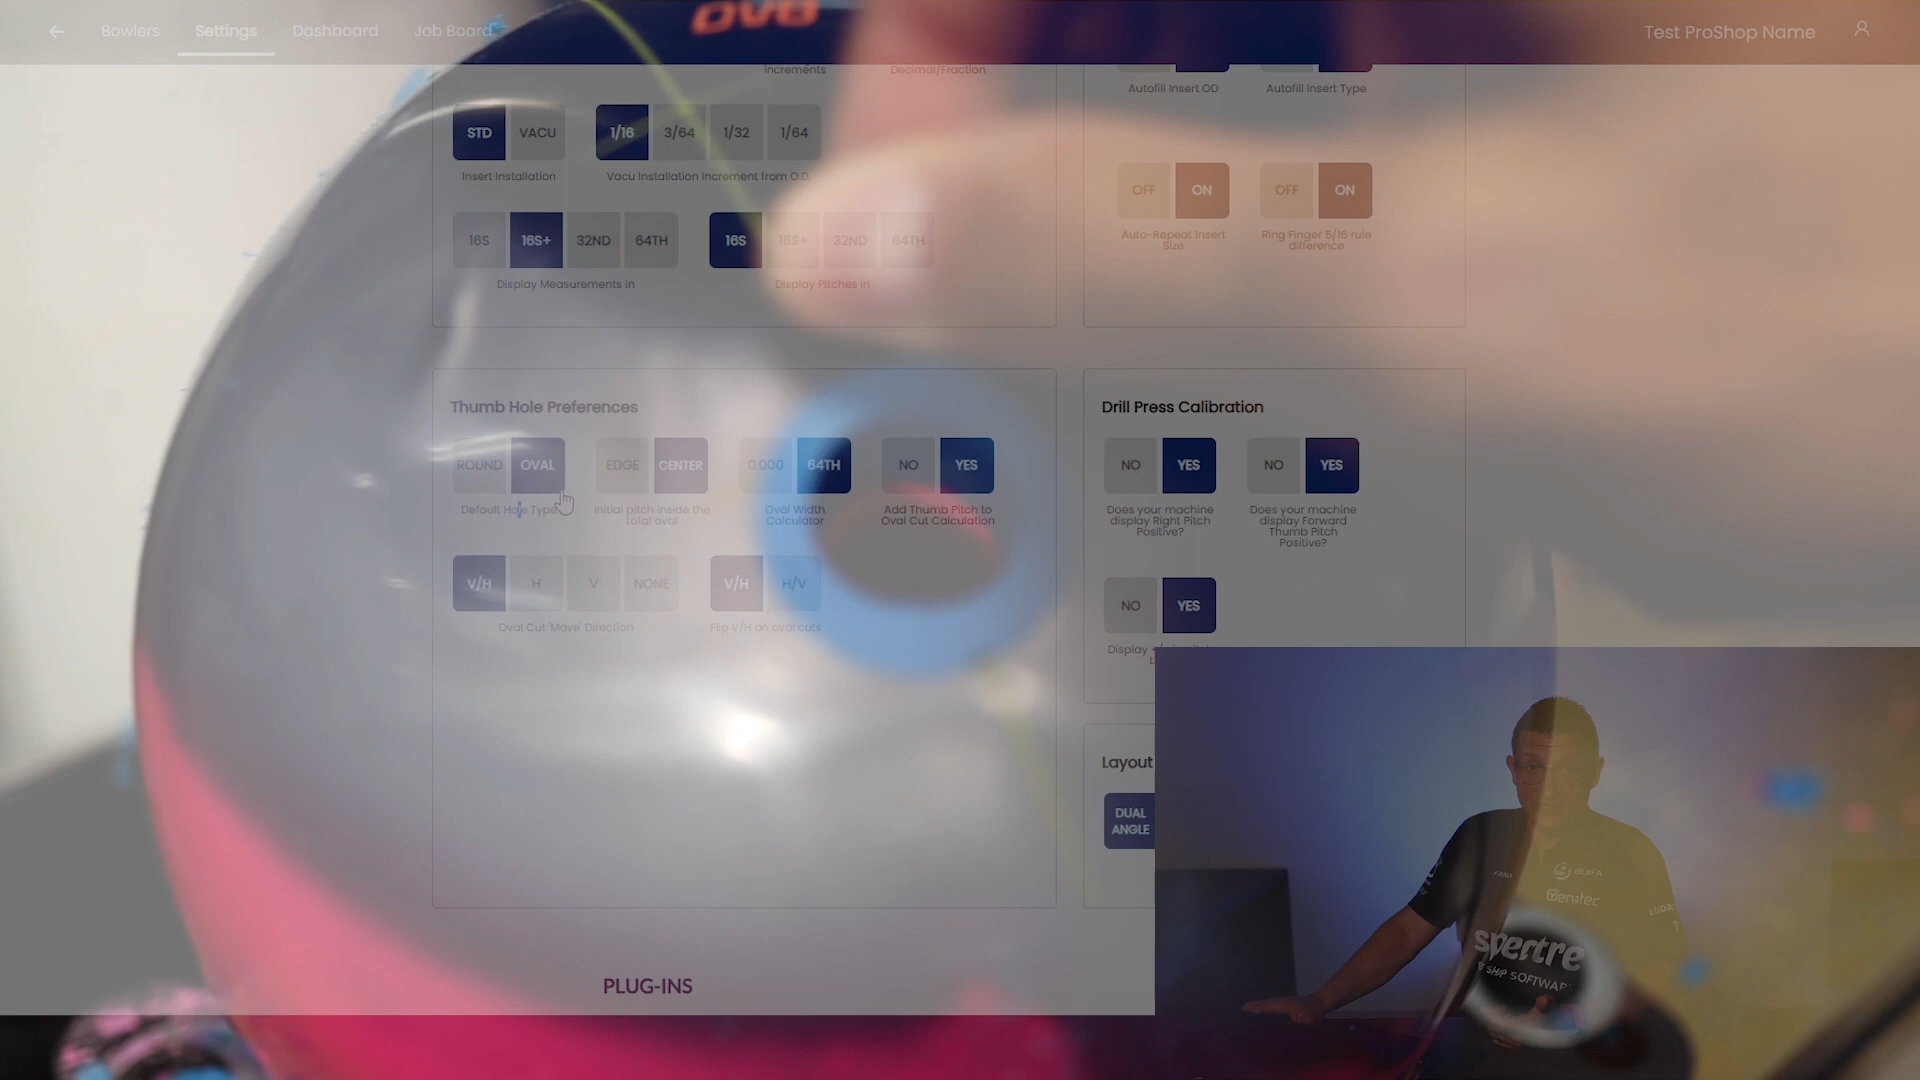 OVO
Bowlers Settings Dashboard Job Board
Test ProShop Name
increments
Decimal/Fraction
Autofill Insert OD
Autofill Insert Type
STD VACU
1/16 3/64 1/32 1/64
Insert Installation
Vacu Installation Increment from O.D.
OFF ON
OFF ON
Auto-Repeat Insert
Size
Ring Finger 5/16 rule
difference
16S 16S+ 32ND 64TH
16S 16S+ 32ND 64TH
Display Measurements in
Display Pitches in
Thumb Hole Preferences
ROUND OVAL
EDGE CENTER
0.000 64TH
NO YES
Default Hole Type
Initial pitch inside the
total oval
Oval Width
Calculator
Add Thumb Pitch to
Oval Cut Calculation
V/H H V NONE
V/H H/V
Oval Cut 'Move' Direction
Flip V/H on oval cuts
Drill Press Calibration
NO YES
NO YES
Does your machine
display Right Pitch
Positive?
Does your machine
display Forward
Thumb Pitch
Positive?
NO YES
Display
Layout
DUAL
ANGLE
PLUG-INS
spectre